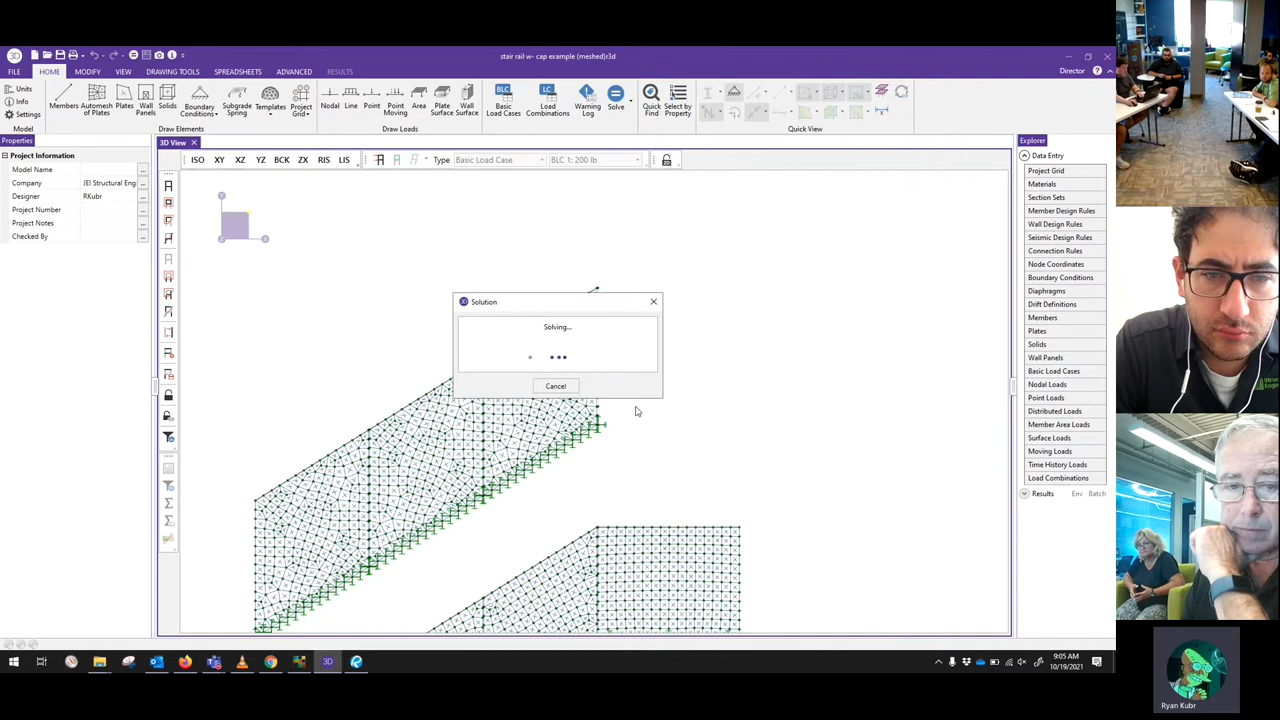 3D
stair rail w- cap example (meshed)r3d
FILE HOME MODIFY VIEW DRAWING TOOLS SPREADSHEETS ADVANCED RESULTS Director
Units
Info
Settings
Model
Members Automesh of Plates Plates Wall Panels Solids Boundary Conditions Subgrade Spring Templates Project Grid
Draw Elements
Nodal Line Point Point Moving Area Plate Surface Wall Surface
Draw Loads
BLC LC
Basic Load Cases Load Combinations Warning Log Solve
Quick Find Select by Property
Quick View
Properties
3D View
Explorer
Project Information
Model Name
Company JEI Structural Eng
Designer RKubr
Project Number
Project Notes
Checked By
ISO XY XZ YZ BCK ZX RIS LIS Type Basic Load Case BLC 1: 200 lb
Y
Z X
3D Solution
Solving...
Cancel
Data Entry
Project Grid
Materials
Section Sets
Member Design Rules
Wall Design Rules
Seismic Design Rules
Connection Rules
Node Coordinates
Boundary Conditions
Diaphragms
Drift Definitions
Members
Plates
Solids
Wall Panels
Basic Load Cases
Nodal Loads
Point Loads
Distributed Loads
Member Area Loads
Surface Loads
Moving Loads
Time History Loads
Load Combinations
Results Env Batch
3D
9:05 AM
10/19/2021
Ryan Kubr